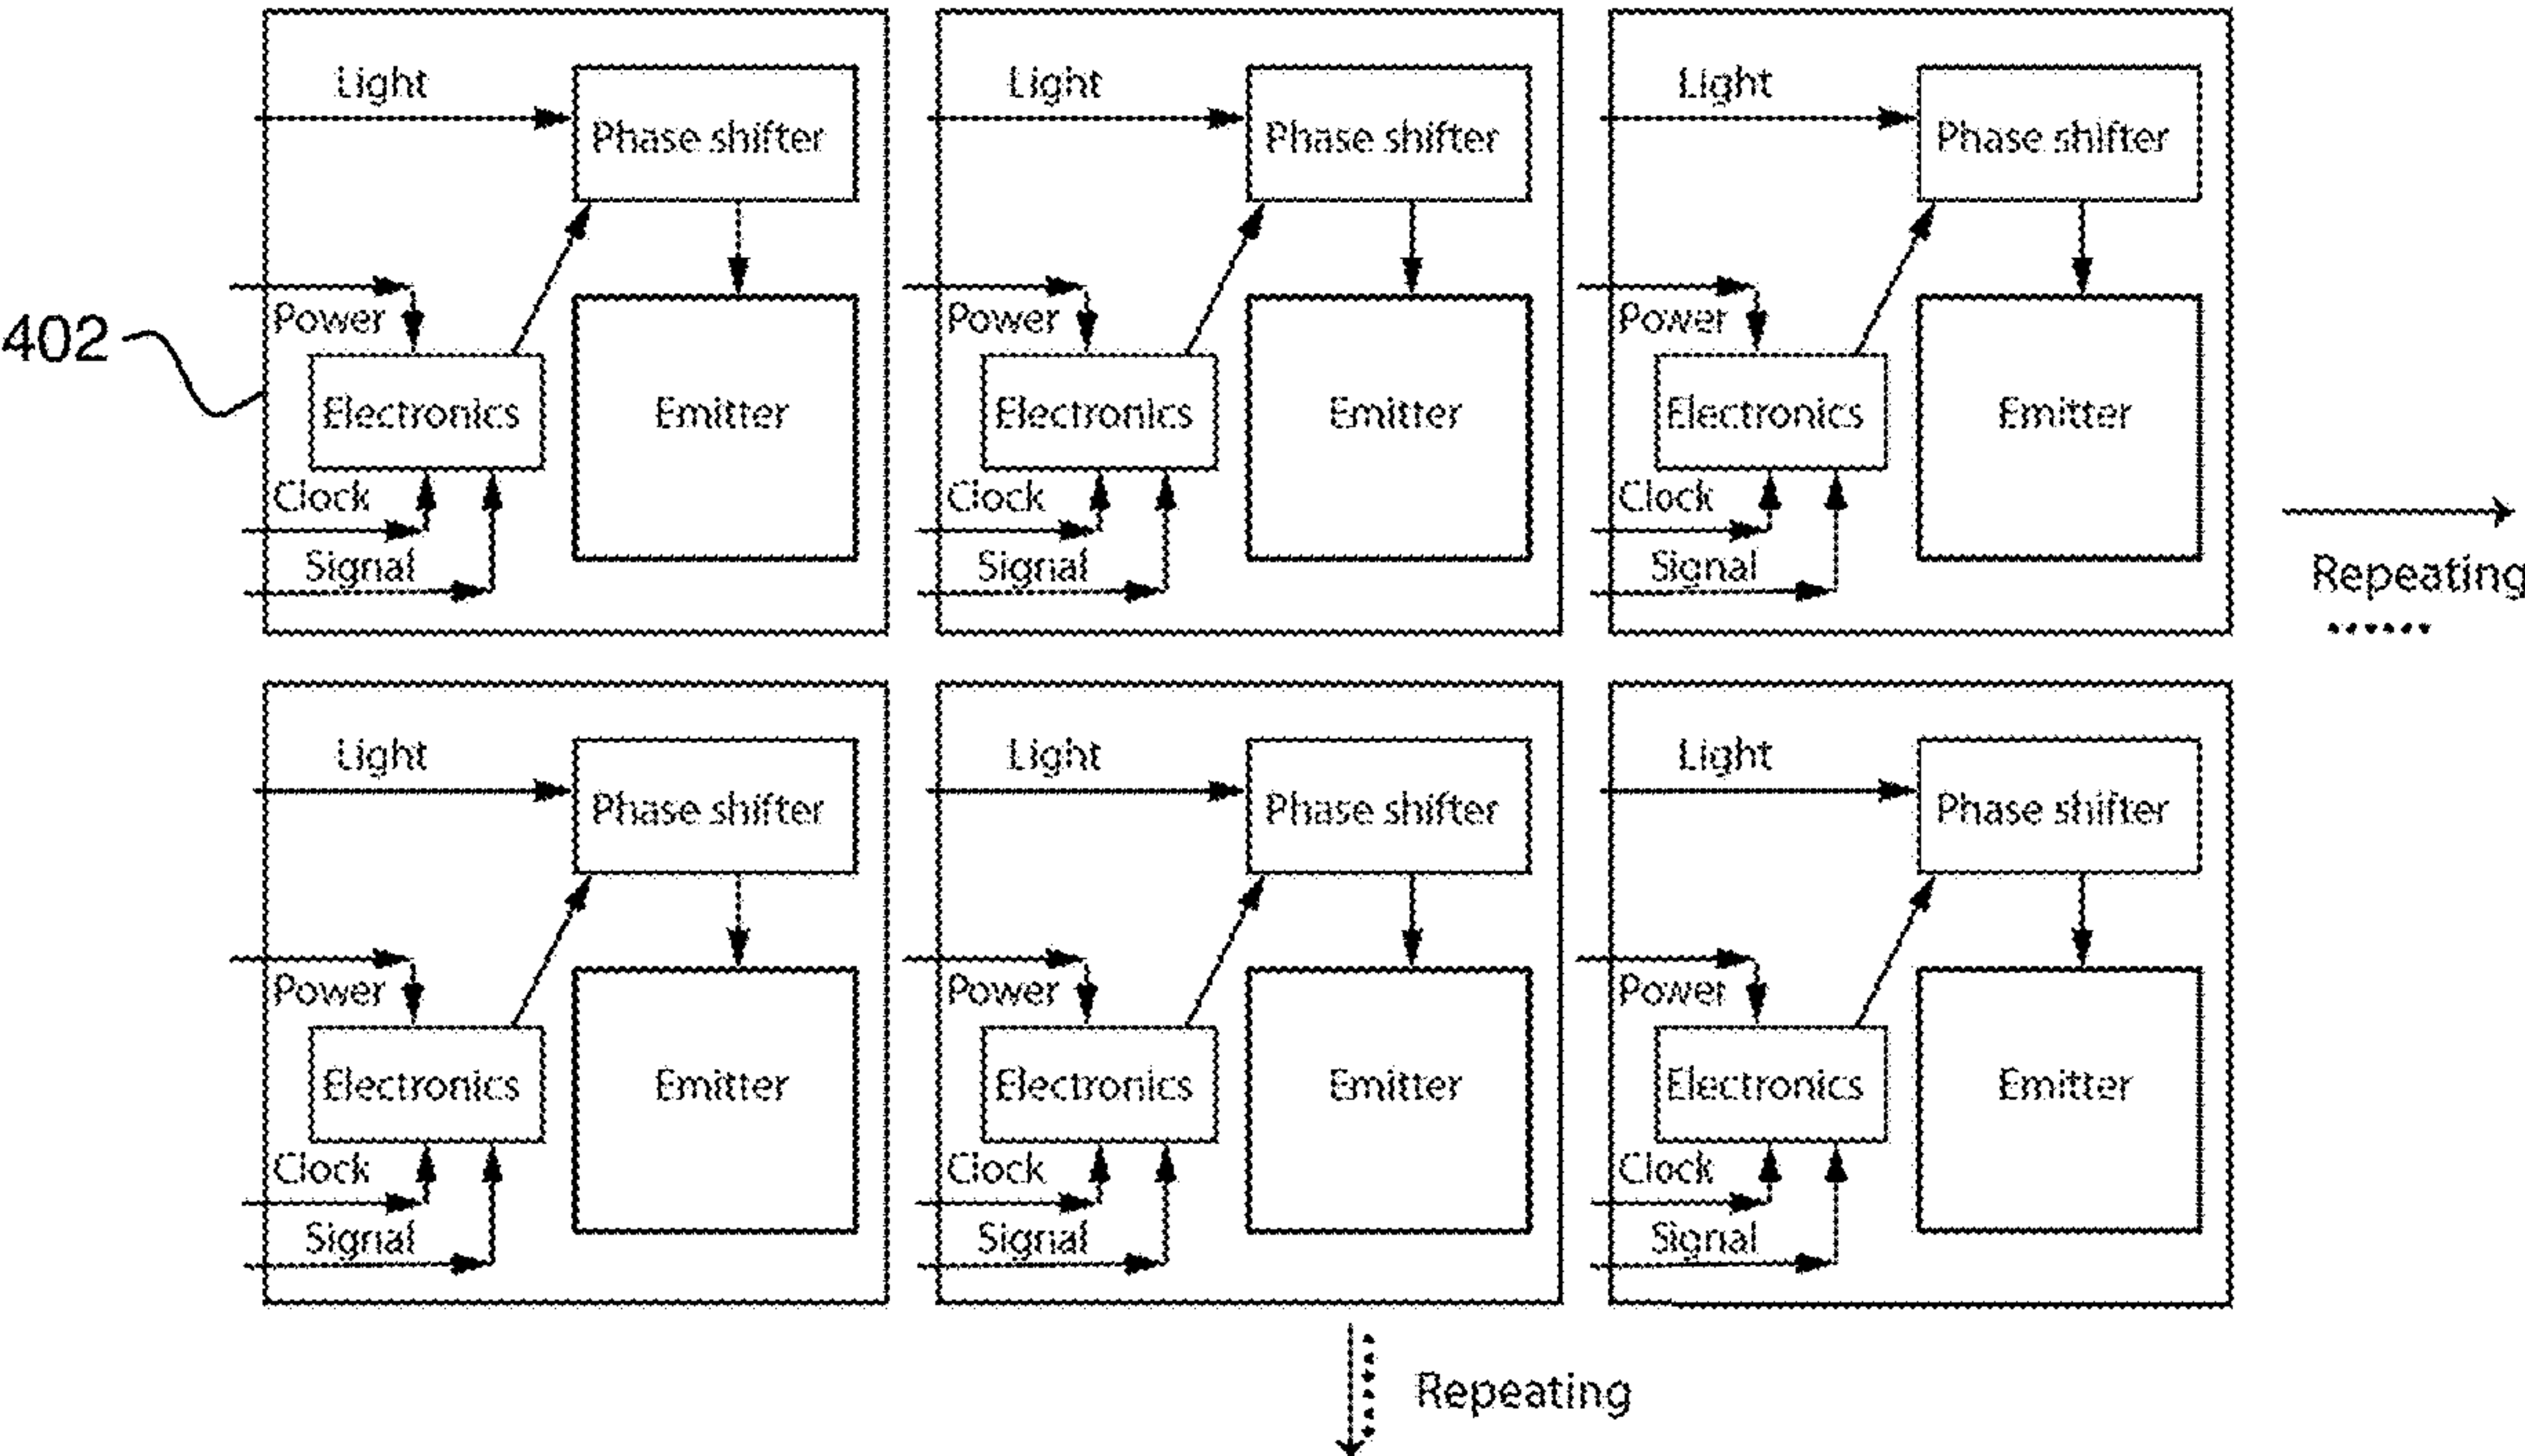 Light
Phase shifter
Power
Electronics
Emitter
Clock
Signal
Light
Phase shifter
Power
Electronics
Emitter
Clock
Signal
Light
Phase shifter
Power
Electronics
Emitter
Clock
Signal
402
Repeating
Light
Phase shifter
Power
Electronics
Emitter
Clock
Signal
Light
Phase shifter
Power
Electronics
Emitter
Clock
Signal
Light
Phase shifter
Power
Electronics
Emitter
Clock
Signal
Repeating